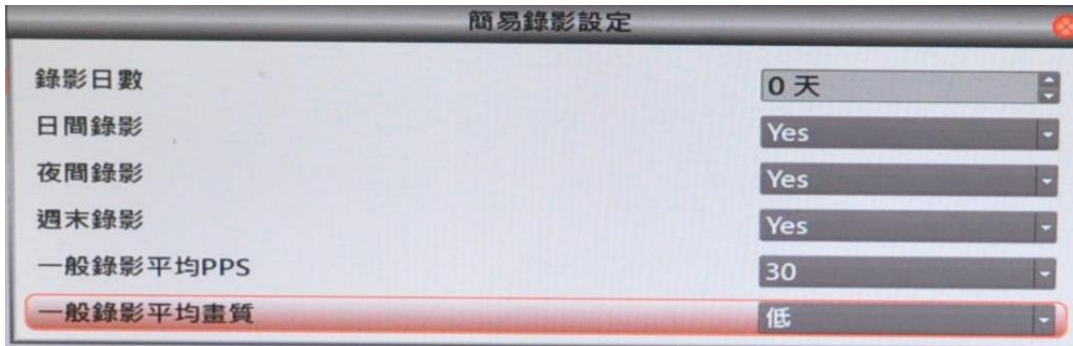 簡易錄影設定
錄影日數 0 天
日間錄影 Yes
夜間錄影 Yes
週末錄影 Yes
一般錄影平均PPS 30
一般錄影平均畫質 低